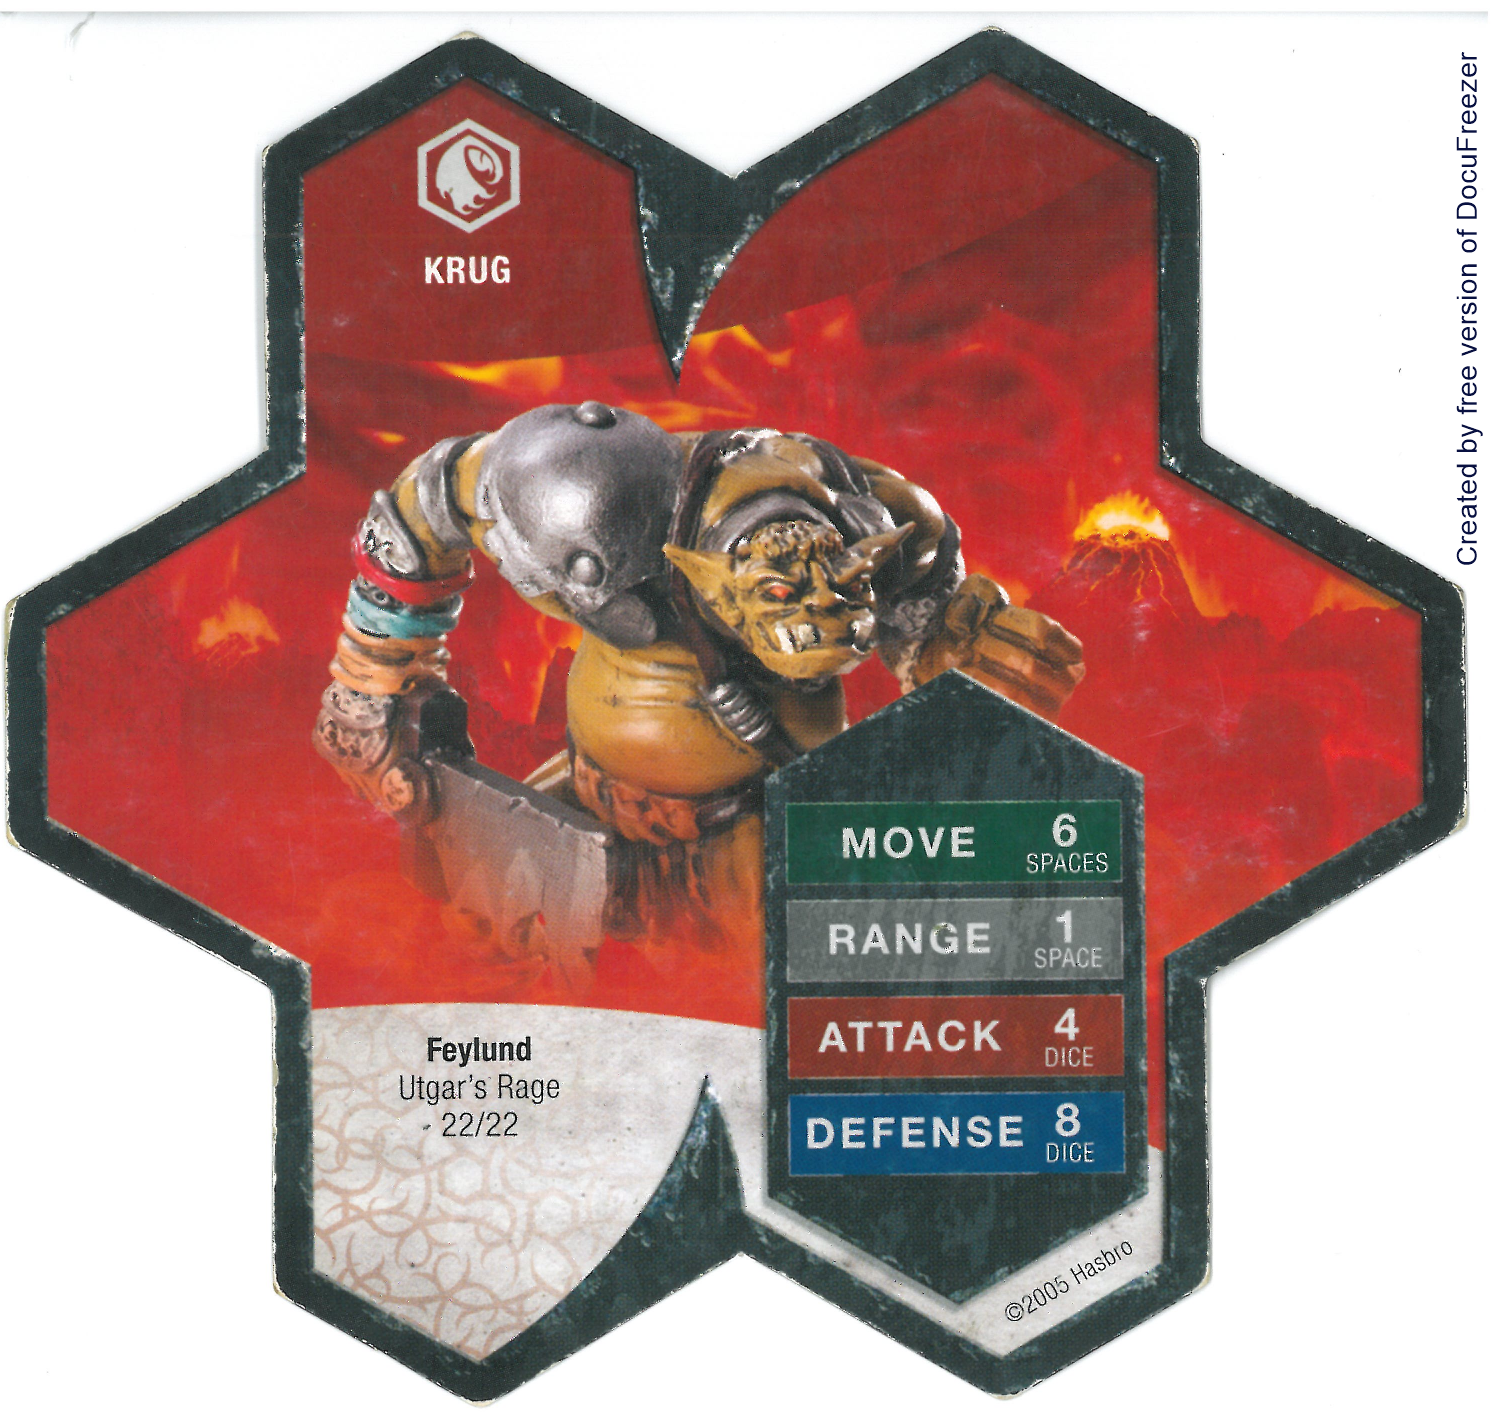 KRUG
MOVE 6
SPACES
RANGE 1
SPACE
ATTACK 4
DICE
DEFENSE 8
DICE
Feylund
Utgar's Rage
22/22
©2005 Hasbro
Created by free version of DocuFreezer